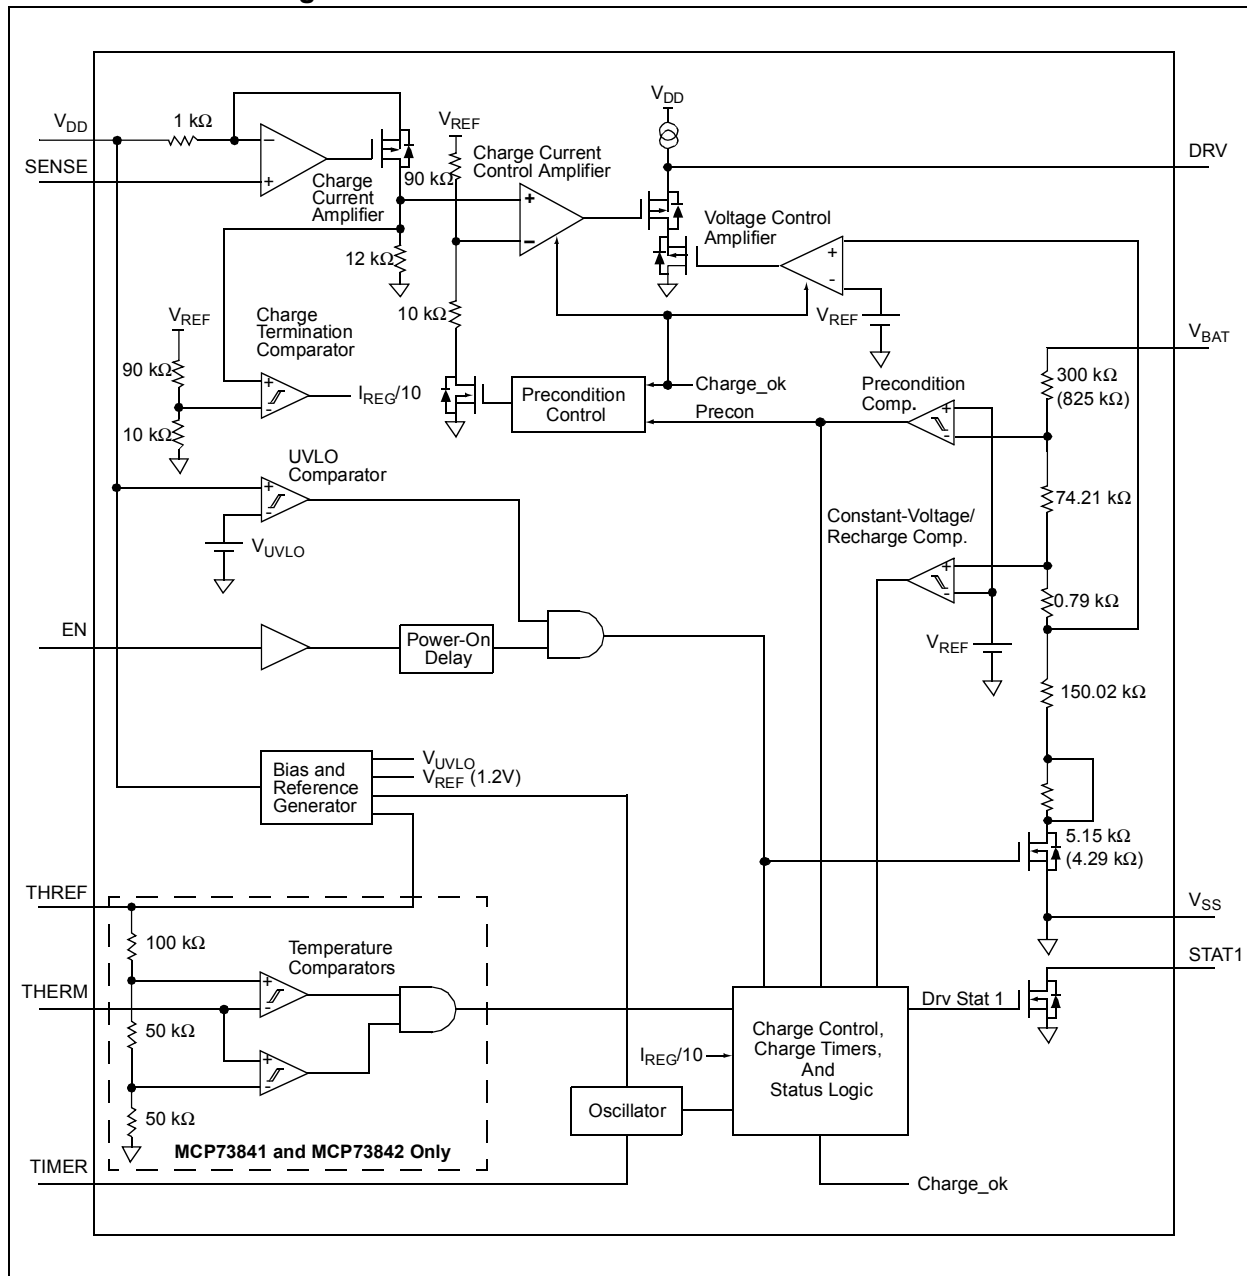 VDD
1 kΩ
SENSE
Charge
Current
Amplifier
VREF
90 kΩ
Charge Current
Control Amplifier
VDD
DRV
Voltage Control
Amplifier
12 kΩ
10 kΩ
VREF
90 kΩ
10 kΩ
Charge
Termination
Comparator
+
-
IREG/10
+
-
VREF
VBAT
300 kΩ
(825 kΩ)
Precondition
Control
Charge_ok
Precon
Precondition
Comp.
+
-
UVLO
Comparator
+
-
VUVLO
74.21 kΩ
Constant-Voltage/
Recharge Comp.
+
-
0.79 kΩ
VREF
EN
Power-On
Delay
150.02 kΩ
Bias and
Reference
Generator
VUVLO
VREF (1.2V)
5.15 kΩ
(4.29 kΩ)
THREF
VSS
100 kΩ
Temperature
Comparators
STAT1
THERM
+
-
50 kΩ
+
-
50 kΩ
Drv Stat 1
Charge Control,
Charge Timers,
And
Status Logic
IREG/10
Oscillator
MCP73841 and MCP73842 Only
TIMER
Charge_ok